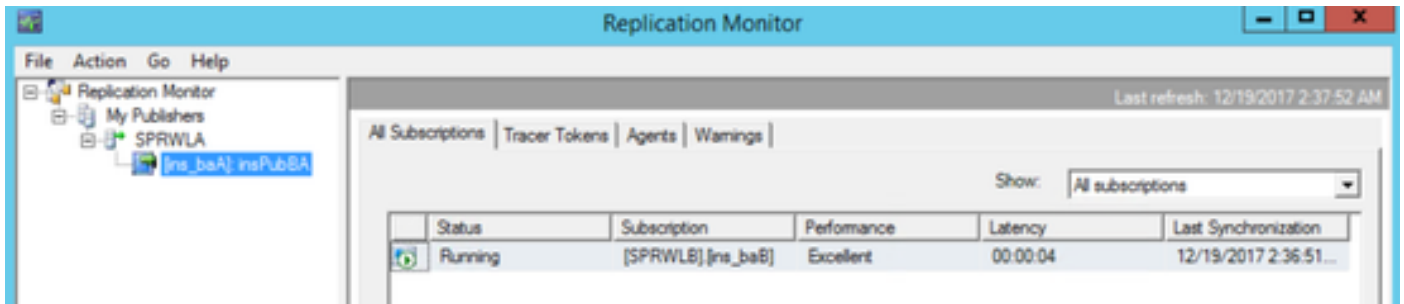 Replication Monitor
File Action Go Help
Replication Monitor
My Publishers
SPRWLA
[ins_baA]: insPubBA
Last refresh: 12/19/2017 2:37:52 AM
All Subscriptions Tracer Tokens Agents Warnings
Show: All subscriptions
Status Subscription Performance Latency Last Synchronization
Running [SPRWLB].[ins_baB] Excellent 00:00:04 12/19/2017 2:36:51...